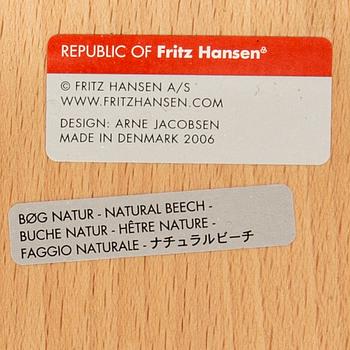 REPUBLIC OF Fritz Hansen
© FRITZ HANSEN A/S
WWW.FRITZHANSEN.COM
DESIGN: ARNE JACOBSEN
MADE IN DENMARK 2006
BØG NATUR - NATURAL BEECH -
BUCHE NATUR - HÊTRE NATURE -
FAGGIO NATURALE - ナチュラルビーチ